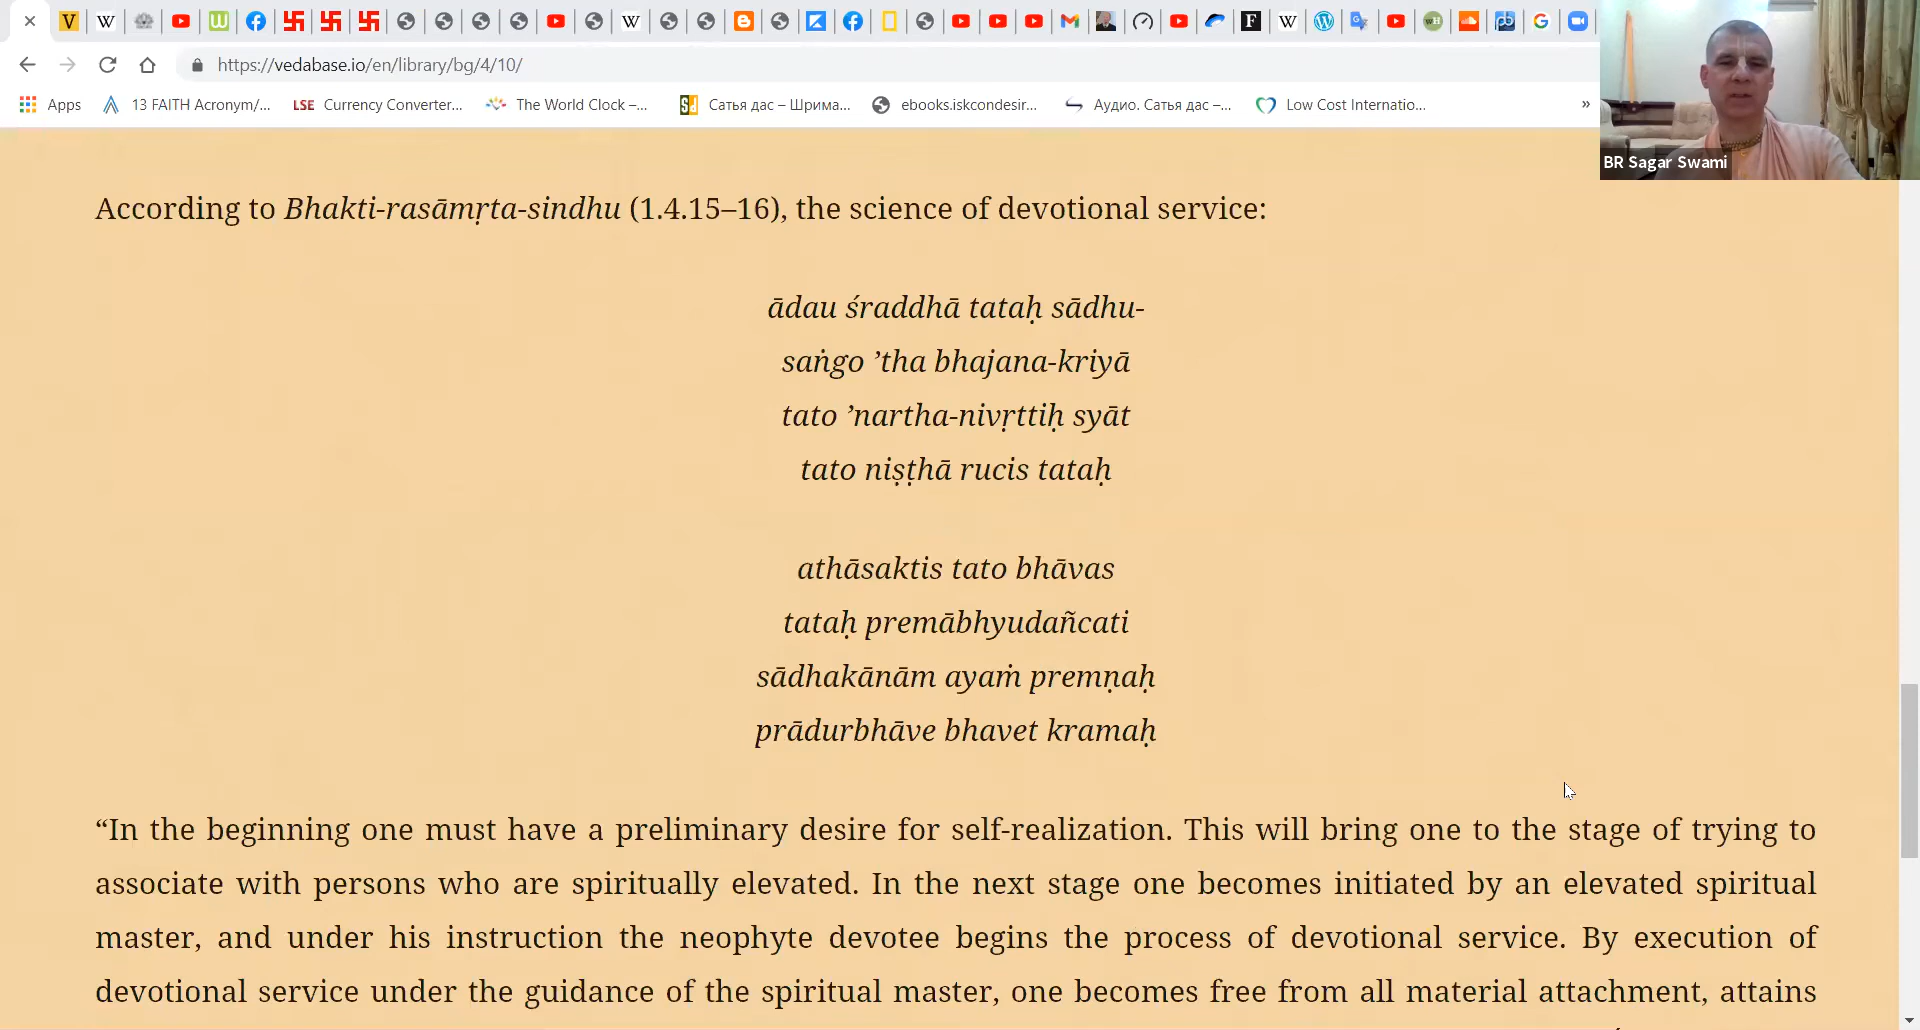 https://vedabase.io/en/library/bg/4/10/
Apps 13 FAITH Acronym/... LSE Currency Converter... The World Clock –... Sd Сатья дас – Шрима... ebooks.iskcondesir... Аудио. Сатья дас –... Low Cost Internatio... »
BR Sagar Swami
According to Bhakti-rasāmṛta-sindhu (1.4.15–16), the science of devotional service:
ādau śraddhā tataḥ sādhu-
saṅgo ’tha bhajana-kriyā
tato ’nartha-nivṛttiḥ syāt
tato niṣṭhā rucis tataḥ
athāsaktis tato bhāvas
tataḥ premābhyudañcati
sādhakānām ayaṁ premṇaḥ
prādurbhāve bhavet kramaḥ
“In the beginning one must have a preliminary desire for self-realization. This will bring one to the stage of trying to
associate with persons who are spiritually elevated. In the next stage one becomes initiated by an elevated spiritual
master, and under his instruction the neophyte devotee begins the process of devotional service. By execution of
devotional service under the guidance of the spiritual master, one becomes free from all material attachment, attains